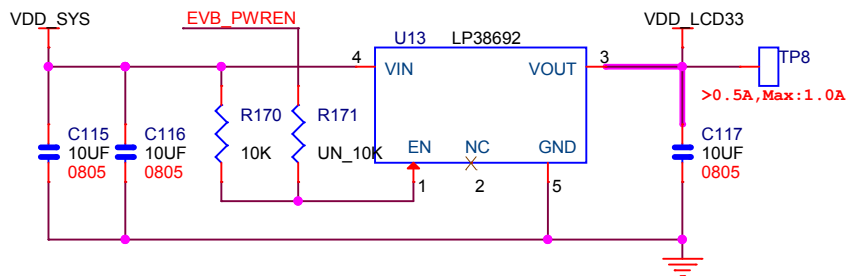 VDD_SYS
EVB_PWREN
VDD_LCD33
U13
LP38692
4
VIN
VOUT
3
TP8
>0.5A,Max:1.0A
C115
10UF
0805
C116
10UF
0805
R170
10K
R171
UN_10K
EN
NC
GND
1
2
5
C117
10UF
0805